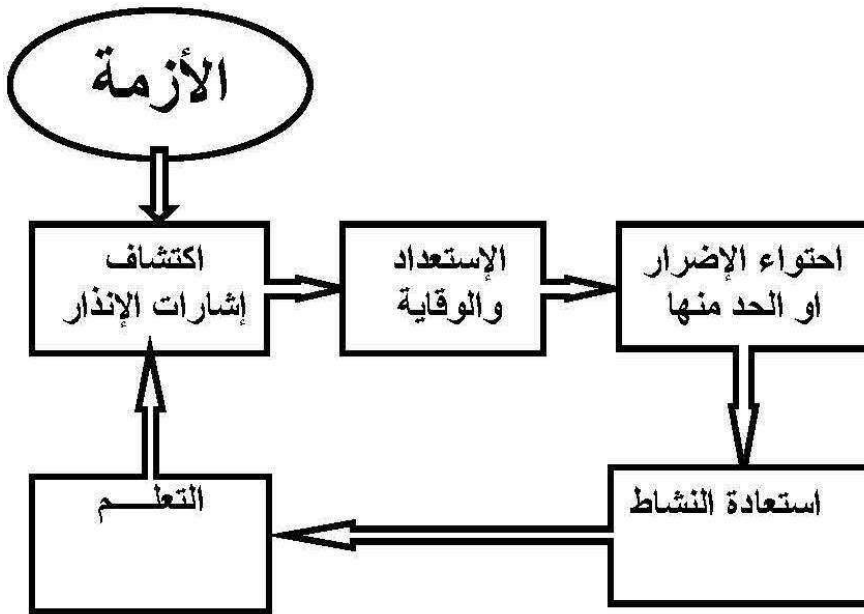 الأزمة
اكتشاف
إشارات الإنذار
الإستعداد
والوقاية
احتواء الإضرار
او الحد منها
استعادة النشاط
التعلـــم